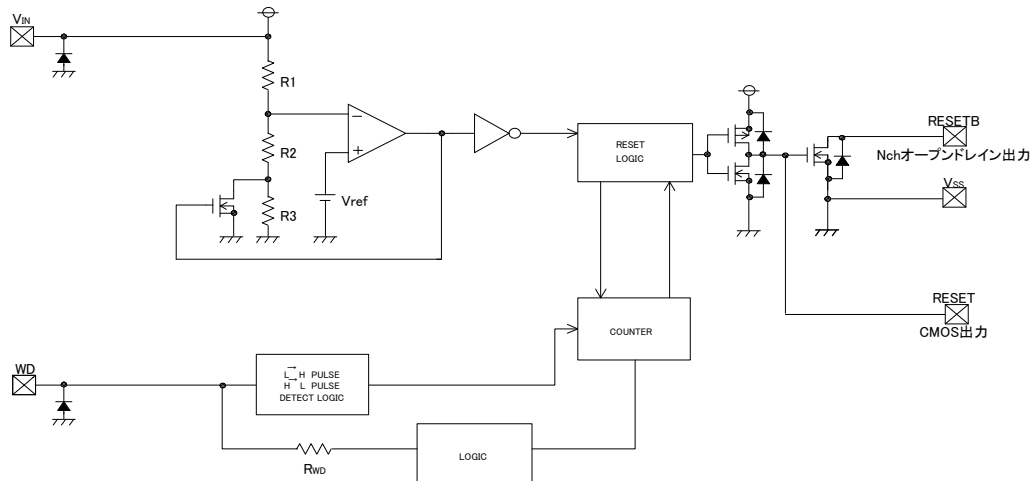 VIN
R1
R2
R3
Vref
−
+
RESET
LOGIC
RESETB
Nchオープンドレイン出力
VSS
COUNTER
RESET
CMOS出力
WD
L→H PULSE
H→L PULSE
DETECT LOGIC
RWD
LOGIC